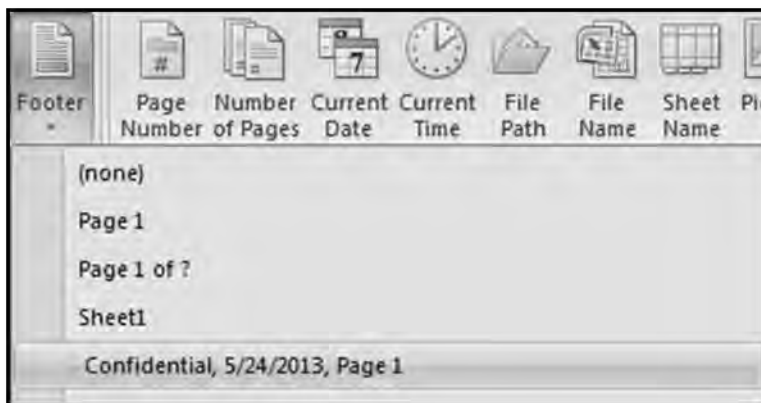 Footer Page Number Current Current File File Sheet
Number of Pages Date Time Path Name Name
(none)
Page 1
Page 1 of ?
Sheet1
Confidential, 5/24/2013, Page 1